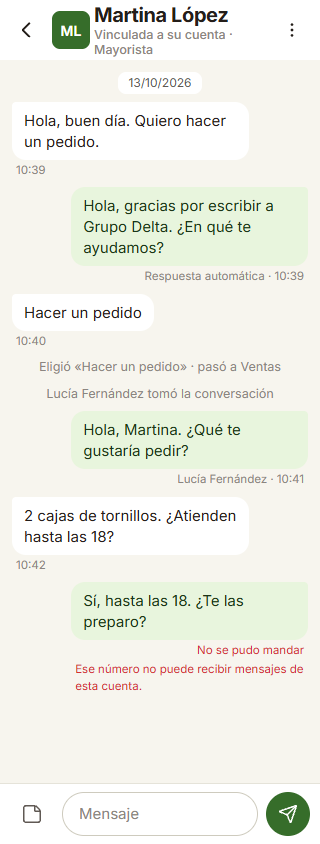 ML
Martina López
Vinculada a su cuenta ·
Mayorista
13/10/2026
Hola, buen día. Quiero hacer
un pedido.
10:39
Hola, gracias por escribir a
Grupo Delta. ¿En qué te
ayudamos?
Respuesta automática · 10:39
Hacer un pedido
10:40
Eligió «Hacer un pedido» · pasó a Ventas
Lucía Fernández tomó la conversación
Hola, Martina. ¿Qué te
gustaría pedir?
Lucía Fernández · 10:41
2 cajas de tornillos. ¿Atienden
hasta las 18?
10:42
Sí, hasta las 18. ¿Te las
preparo?
No se pudo mandar
Ese número no puede recibir mensajes de
esta cuenta.
Mensaje